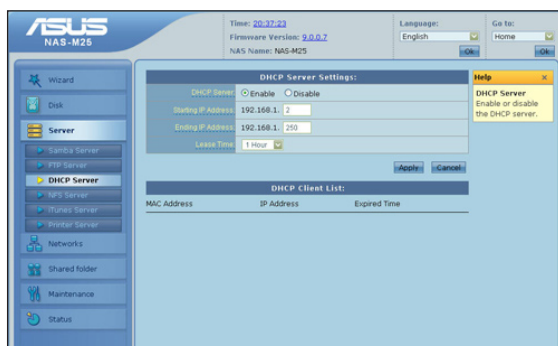 ASUS
NAS-M25
Time: 20:37:23
Firmware Version: 9.0.0.7
NAS Name: NAS-M25
Language:
English
Ok
Go to:
Home
Ok
Wizard
Disk
Server
Samba Server
FTP Server
DHCP Server
NFS Server
iTunes Server
Printer Server
Networks
Shared folder
Maintenance
Status
DHCP Server Settings:
DHCP Server: Enable Disable
Starting IP Address: 192.168.1. 2
Ending IP Address: 192.168.1. 250
Lease Time: 1 Hour
Apply Cancel
DHCP Client List:
MAC Address IP Address Expired Time
Help ×
DHCP Server
Enable or disable
the DHCP server.